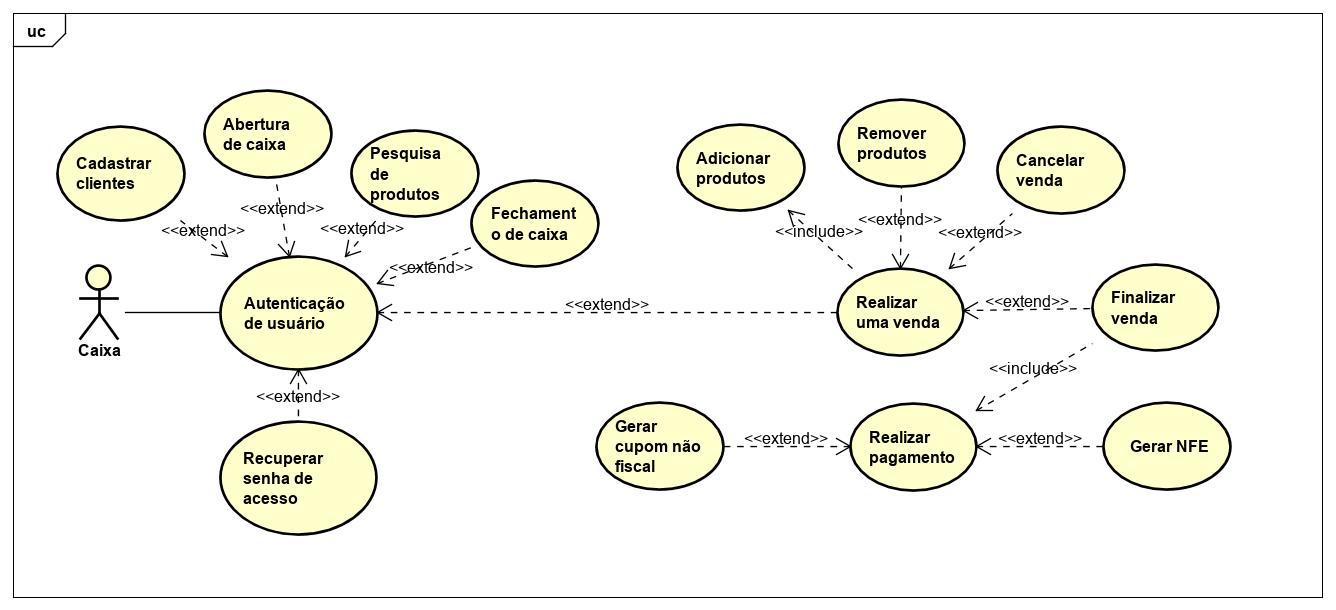 uc
Abertura
de caixa
Cadastrar
clientes
Pesquisa
de
produtos
Fechament
o de caixa
<<extend>>
<<extend>>
<<extend>>
<<extend>>
Adicionar
produtos
Remover
produtos
Cancelar
venda
<<include>>
<<extend>>
<<extend>>
Caixa
Autenticação
de usuário
<<extend>>
Realizar
uma venda
<<extend>>
Finalizar
venda
<<include>>
<<extend>>
Recuperar
senha de
acesso
Gerar
cupom não
fiscal
<<extend>>
Realizar
pagamento
<<extend>>
Gerar NFE